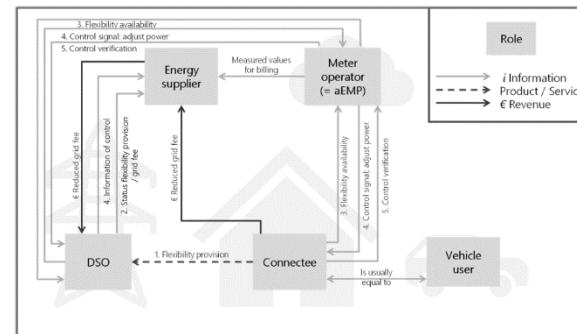 3. Flexibility availability
4. Control signal: adjust power
5. Control verification
Energy
supplier
Measured values
for billing
Meter
operator
(= aEMP)
Role
i Information
Product / Service
€ Revenue
€ Reduced grid fee
4. Information of control
2. Status flexibility provision
/ grid fee
€ Reduced grid fee
3. Flexibility availability
4. Control signal: adjust power
5. Control verification
DSO
1. Flexibility provision
Connectee
Is usually
equal to
Vehicle
user